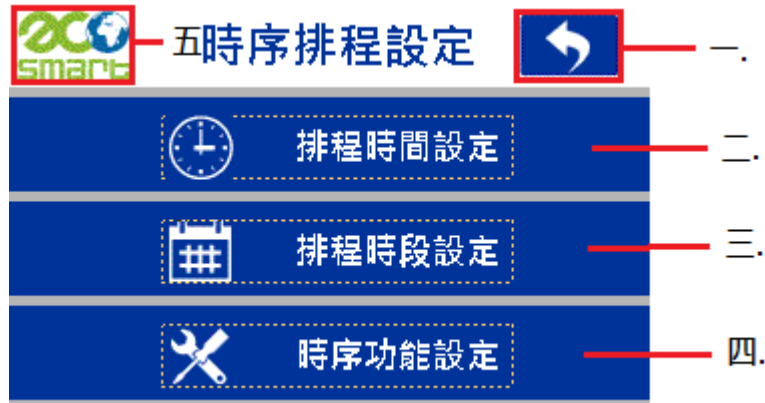 eco
smart
五時序排程設定
一.
排程時間設定
二.
排程時段設定
三.
時序功能設定
四.